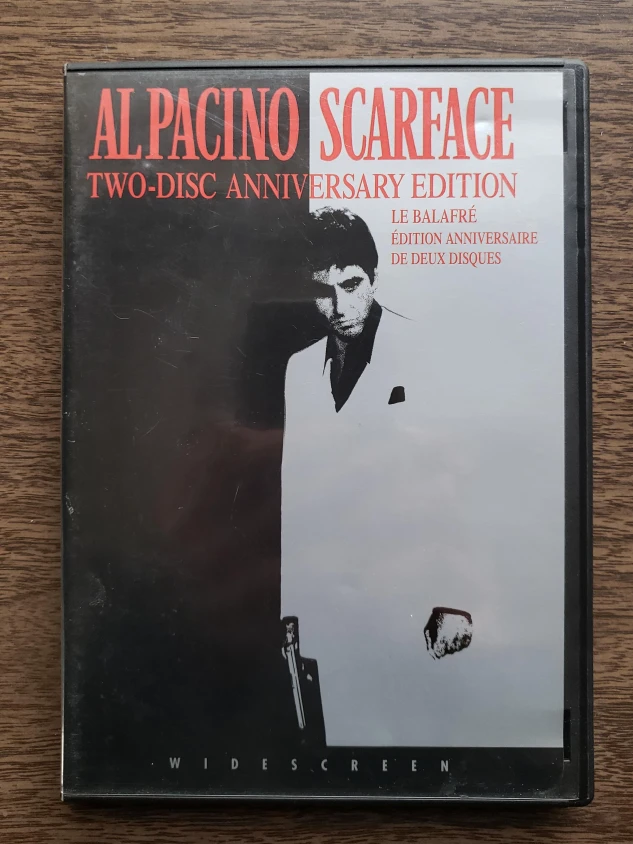 AL PACINO SCARFACE
TWO-DISC ANNIVERSARY EDITION
LE BALAFRÉ
ÉDITION ANNIVERSAIRE
DE DEUX DISQUES
WIDESCREEN